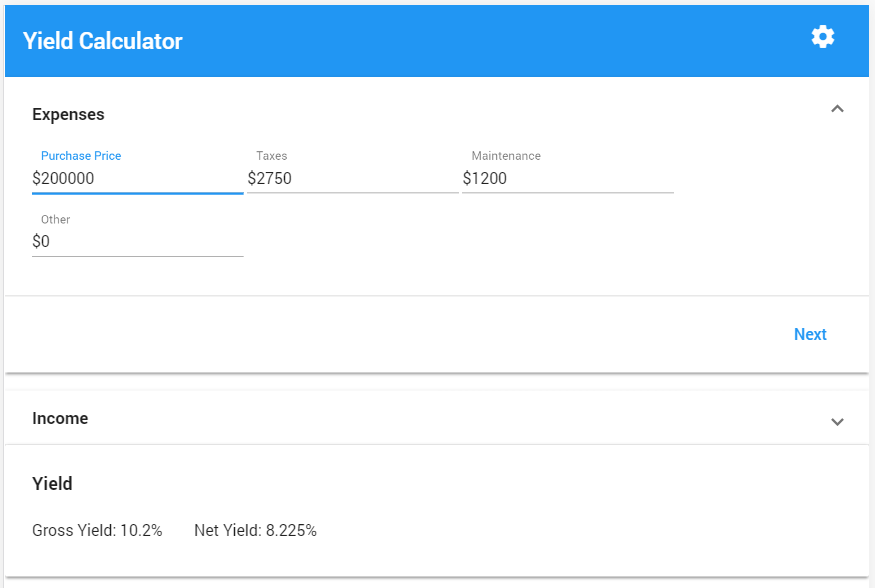 Yield Calculator
Expenses
Purchase Price Taxes Maintenance
$200000 $2750 $1200
Other
$0
Next
Income
Yield
Gross Yield: 10.2% Net Yield: 8.225%